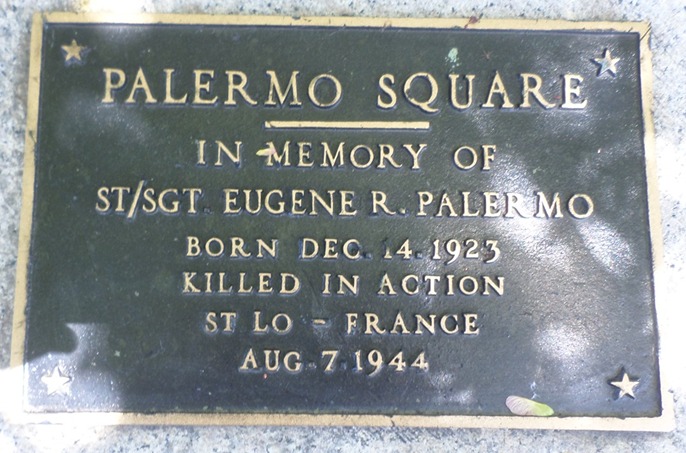 PALERMO SQUARE
IN MEMORY OF
ST/SGT. EUGENE R. PALERMO
BORN DEC. 14. 1923
KILLED IN ACTION
ST LO - FRANCE
AUG. 7. 1944